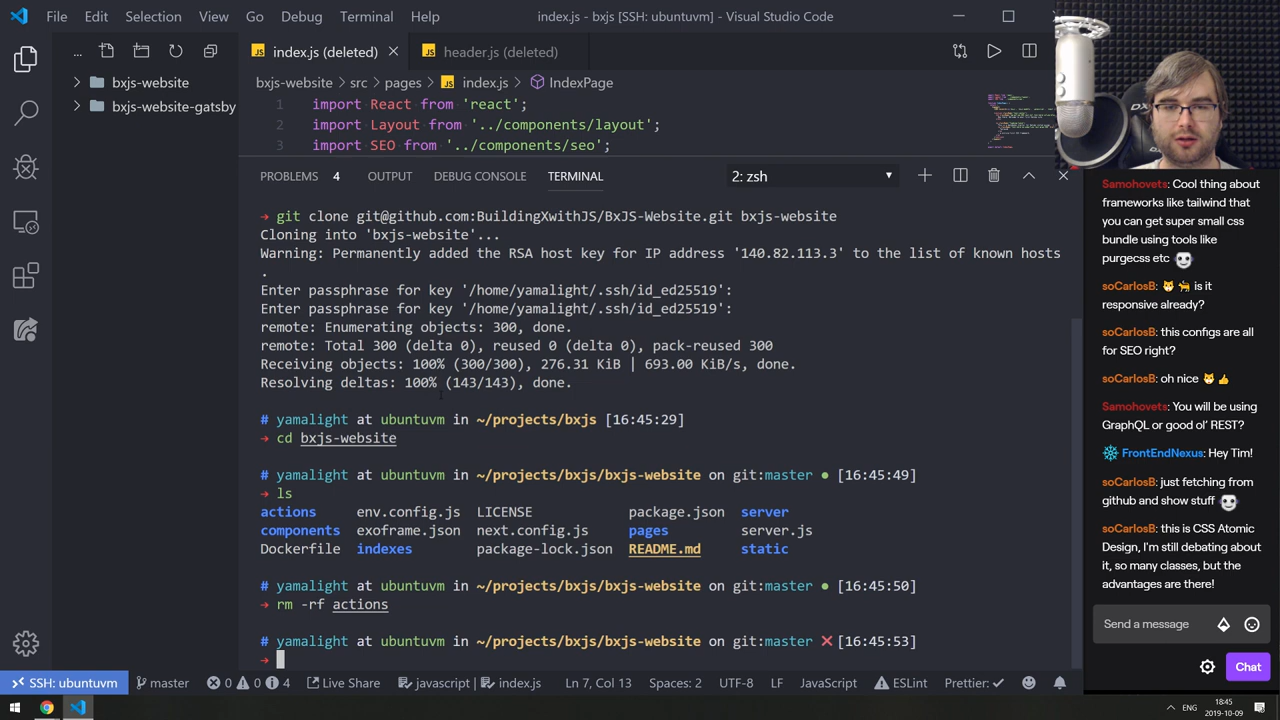 File Edit Selection View Go Debug Terminal Help
index.js - bxjs [SSH: ubuntuvm] - Visual Studio Code
...
bxjs-website
bxjs-website-gatsby
JS index.js (deleted)
JS header.js (deleted)
bxjs-website > src > pages > JS index.js > IndexPage
1 import React from 'react';
2 import Layout from '../components/layout';
3 import SEO from '../components/seo';
PROBLEMS 4 OUTPUT DEBUG CONSOLE TERMINAL
2: zsh
→ git clone git@github.com:BuildingXwithJS/BxJS-Website.git bxjs-website
Cloning into 'bxjs-website'...
Warning: Permanently added the RSA host key for IP address '140.82.113.3' to the list of known hosts
.
Enter passphrase for key '/home/yamalight/.ssh/id_ed25519':
Enter passphrase for key '/home/yamalight/.ssh/id_ed25519':
remote: Enumerating objects: 300, done.
remote: Total 300 (delta 0), reused 0 (delta 0), pack-reused 300
Receiving objects: 100% (300/300), 276.31 KiB | 693.00 KiB/s, done.
Resolving deltas: 100% (143/143), done.
# yamalight at ubuntuvm in ~/projects/bxjs [16:45:29]
→ cd bxjs-website
# yamalight at ubuntuvm in ~/projects/bxjs/bxjs-website on git:master ● [16:45:49]
→ ls
actions env.config.js LICENSE package.json server
components exoframe.json next.config.js pages server.js
Dockerfile indexes package-lock.json README.md static
# yamalight at ubuntuvm in ~/projects/bxjs/bxjs-website on git:master ● [16:45:50]
→ rm -rf actions
# yamalight at ubuntuvm in ~/projects/bxjs/bxjs-website on git:master ❌ [16:45:53]
→
SSH: ubuntuvm master 0 0 4 Live Share javascript | index.js Ln 7, Col 13 Spaces: 2 UTF-8 LF JavaScript ESLint Prettier: ✓
Samohovets: Cool thing about
frameworks like tailwind that
you can get super small css
bundle using tools like
purgecss etc
soCarlosB: is it
responsive already?
soCarlosB: this configs are all
for SEO right?
soCarlosB: oh nice
Samohovets: You will be using
GraphQL or good ol' REST?
FrontEndNexus: Hey Tim!
soCarlosB: just fetching from
github and show stuff
soCarlosB: this is CSS Atomic
Design, I'm still debating about
it, so many classes, but the
advantages are there!
Send a message
Chat
ENG
18:45
2019-10-09